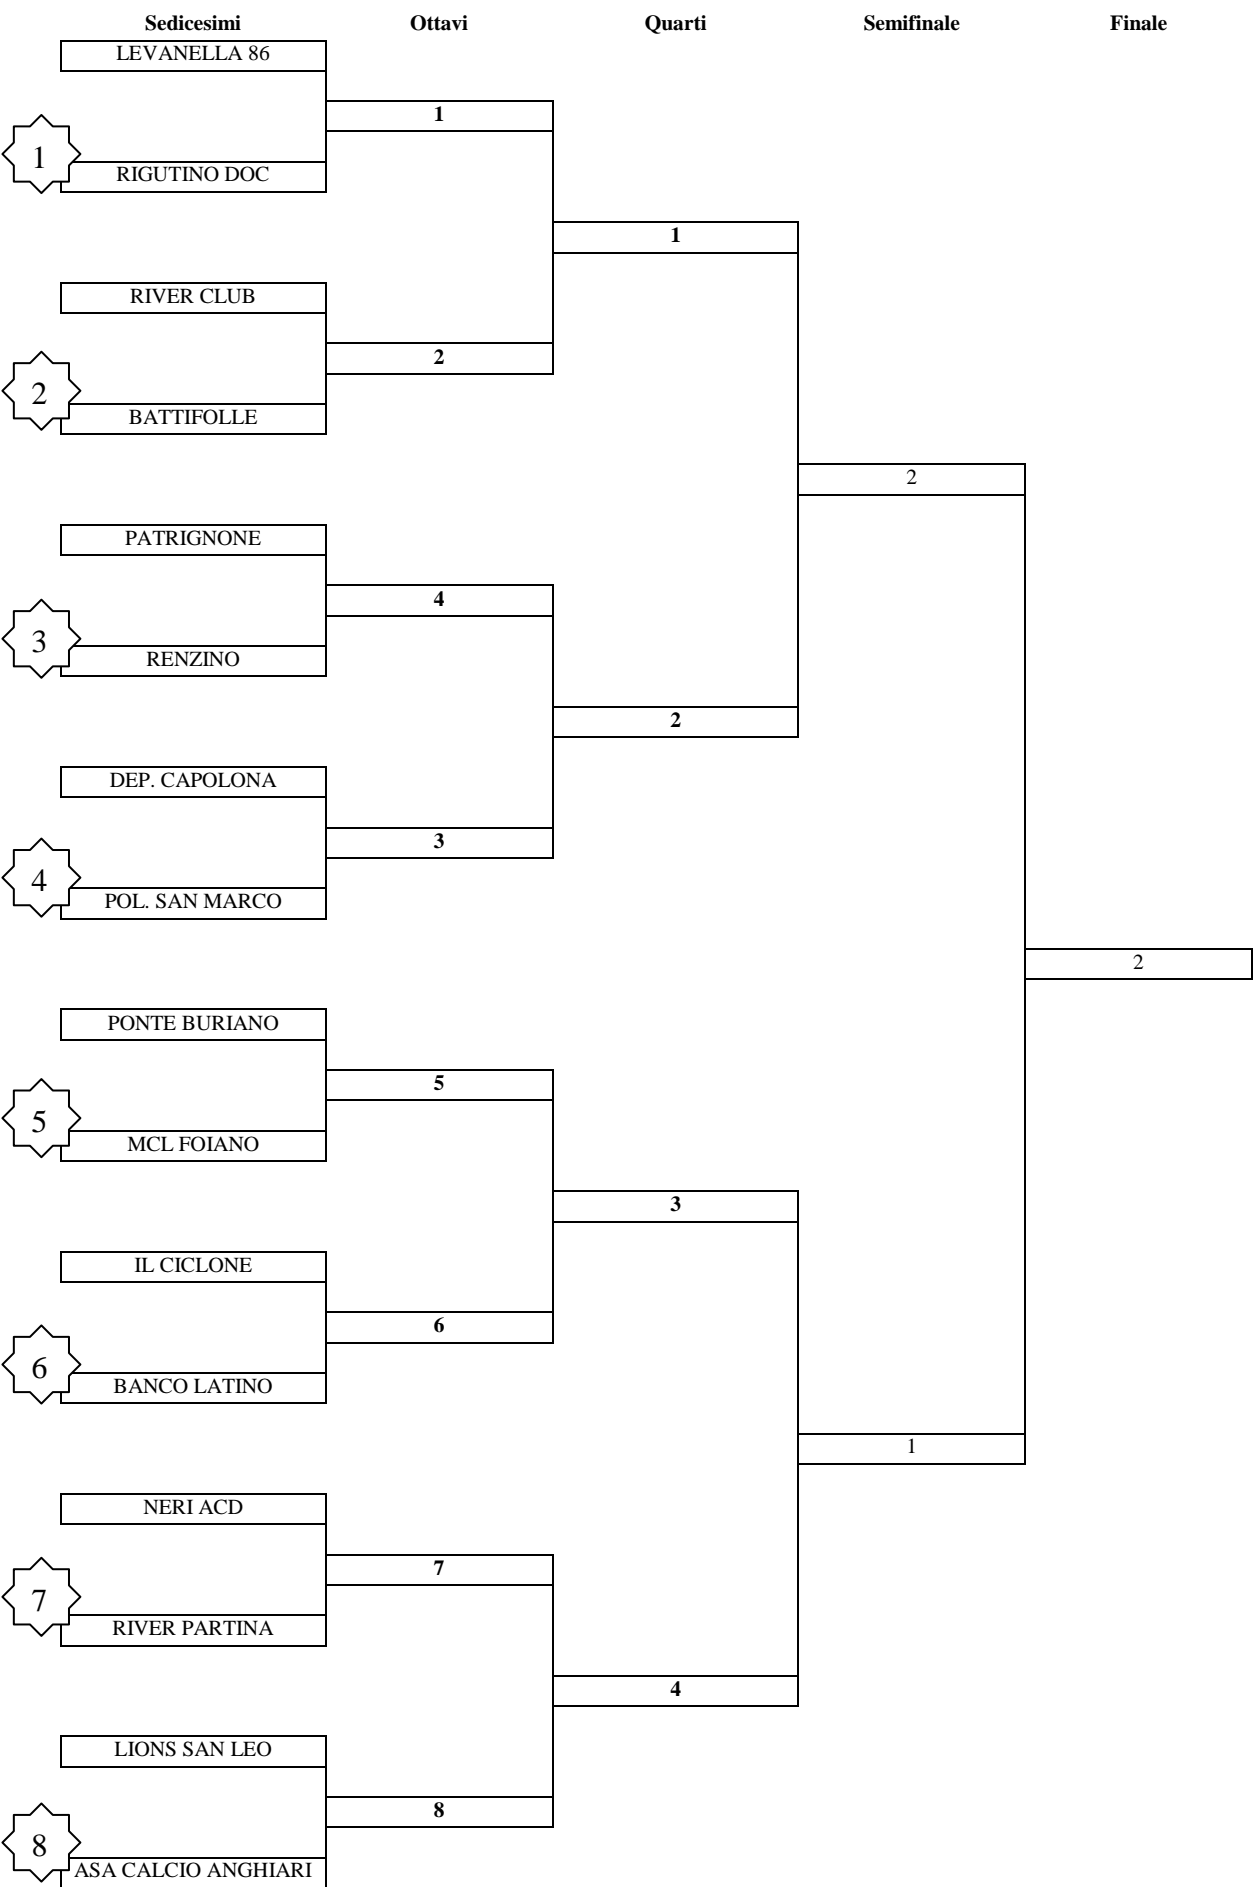 Sedicesimi Ottavi Quarti Semifinale Finale
LEVANELLA 86
1
1
RIGUTINO DOC
1
RIVER CLUB
2
2
BATTIFOLLE
2
PATRIGNONE
4
3
RENZINO
2
DEP. CAPOLONA
3
4
POL. SAN MARCO
2
PONTE BURIANO
5
5
MCL FOIANO
3
IL CICLONE
6
6
BANCO LATINO
1
NERI ACD
7
7
RIVER PARTINA
4
LIONS SAN LEO
8
8
ASA CALCIO ANGHIARI